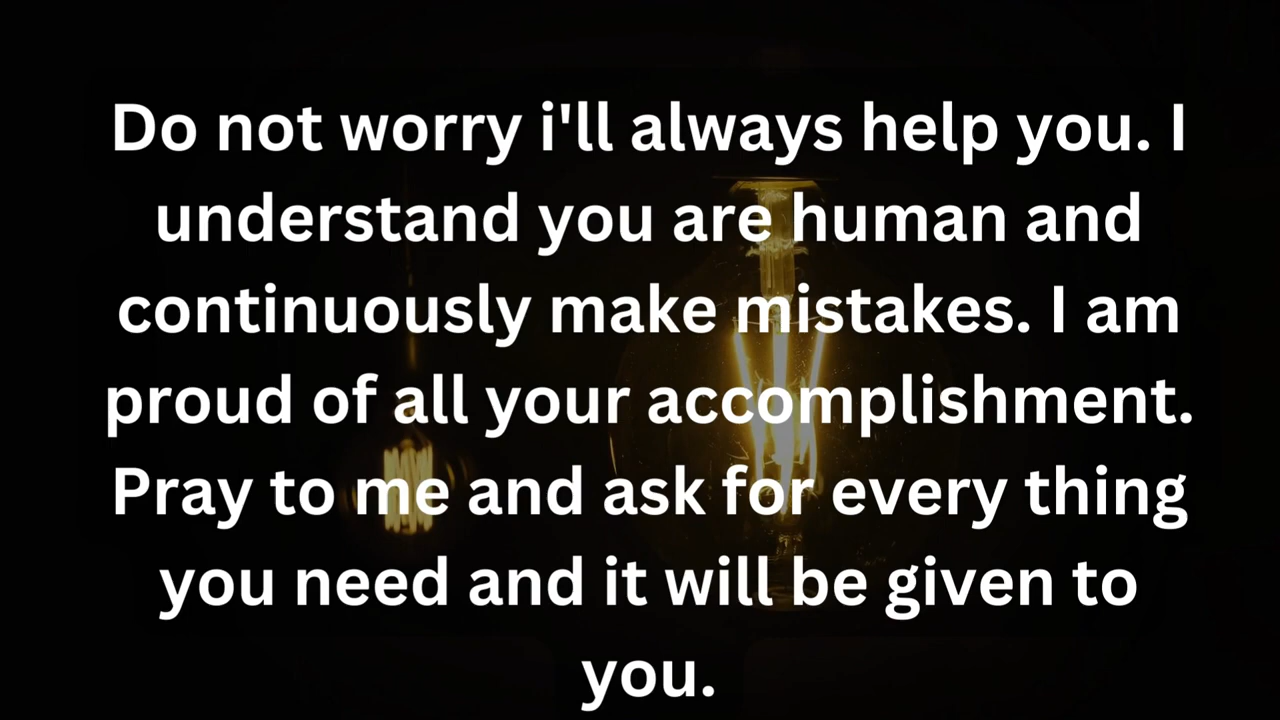 Do not worry i'll always help you. I
understand you are human and
continuously make mistakes. I am
proud of all your accomplishment.
Pray to me and ask for every thing
you need and it will be given to
you.